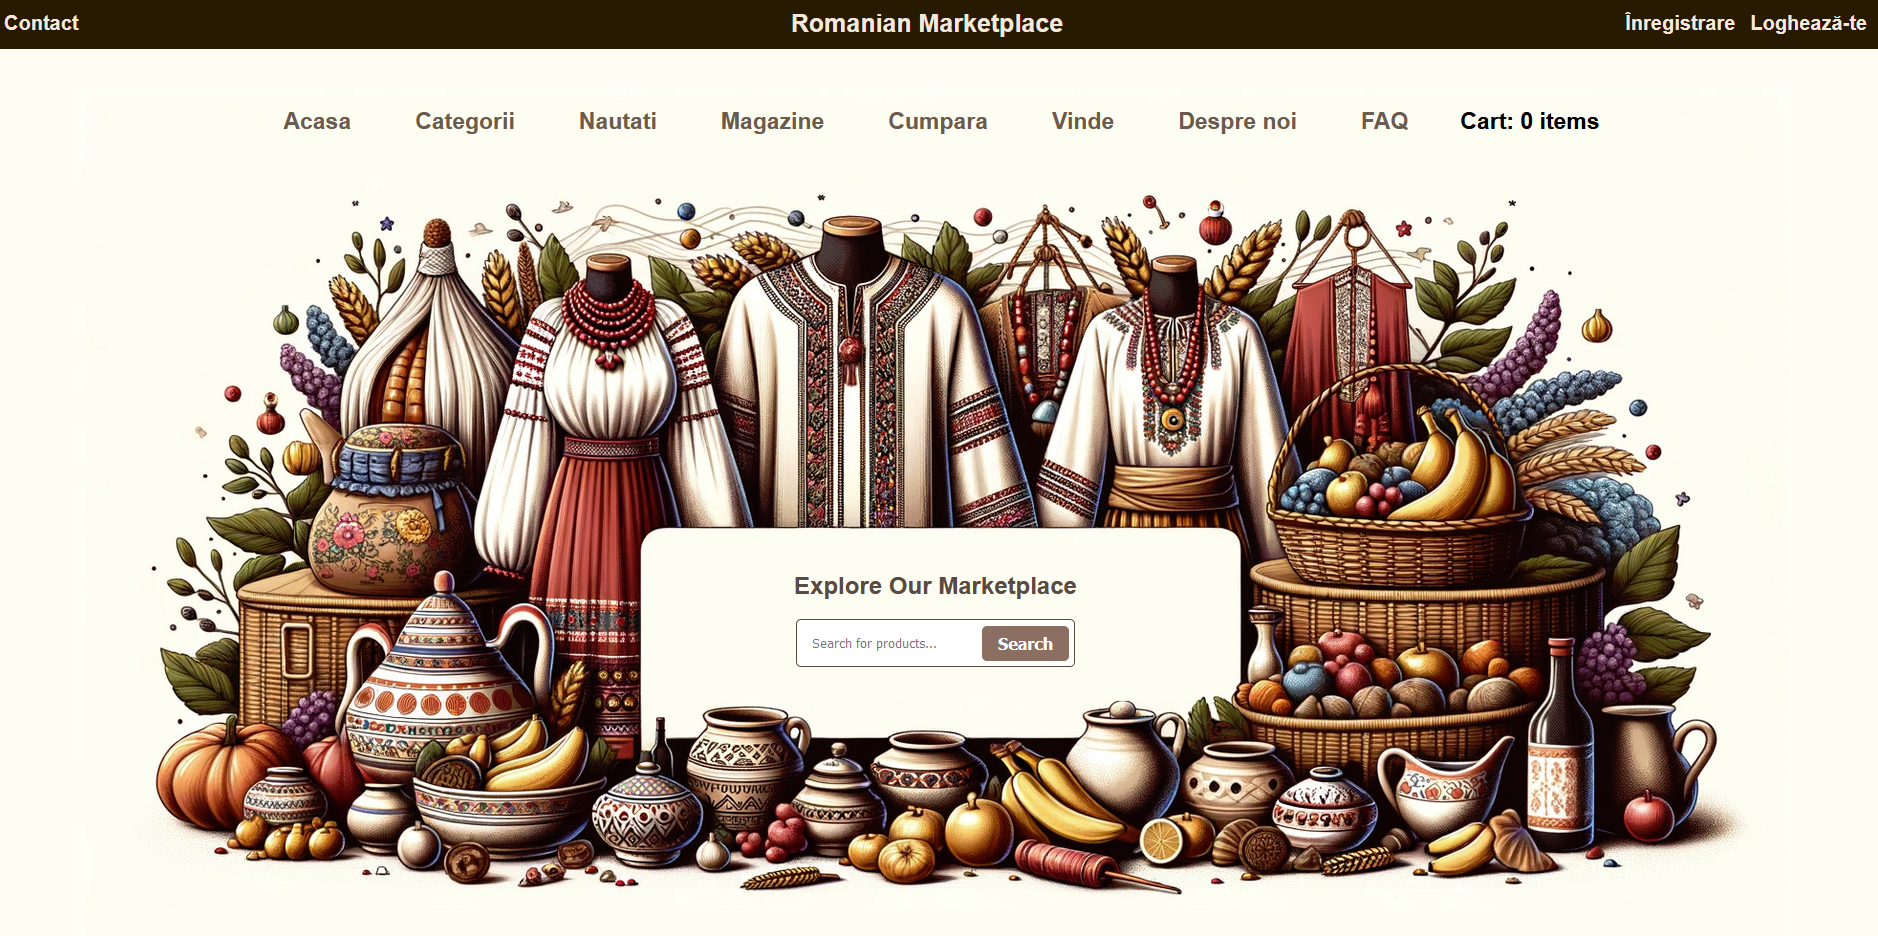 Contact Romanian Marketplace Înregistrare Loghează-te
Acasa Categorii Nautati Magazine Cumpara Vinde Despre noi FAQ Cart: 0 items
Explore Our Marketplace
Search for products... Search